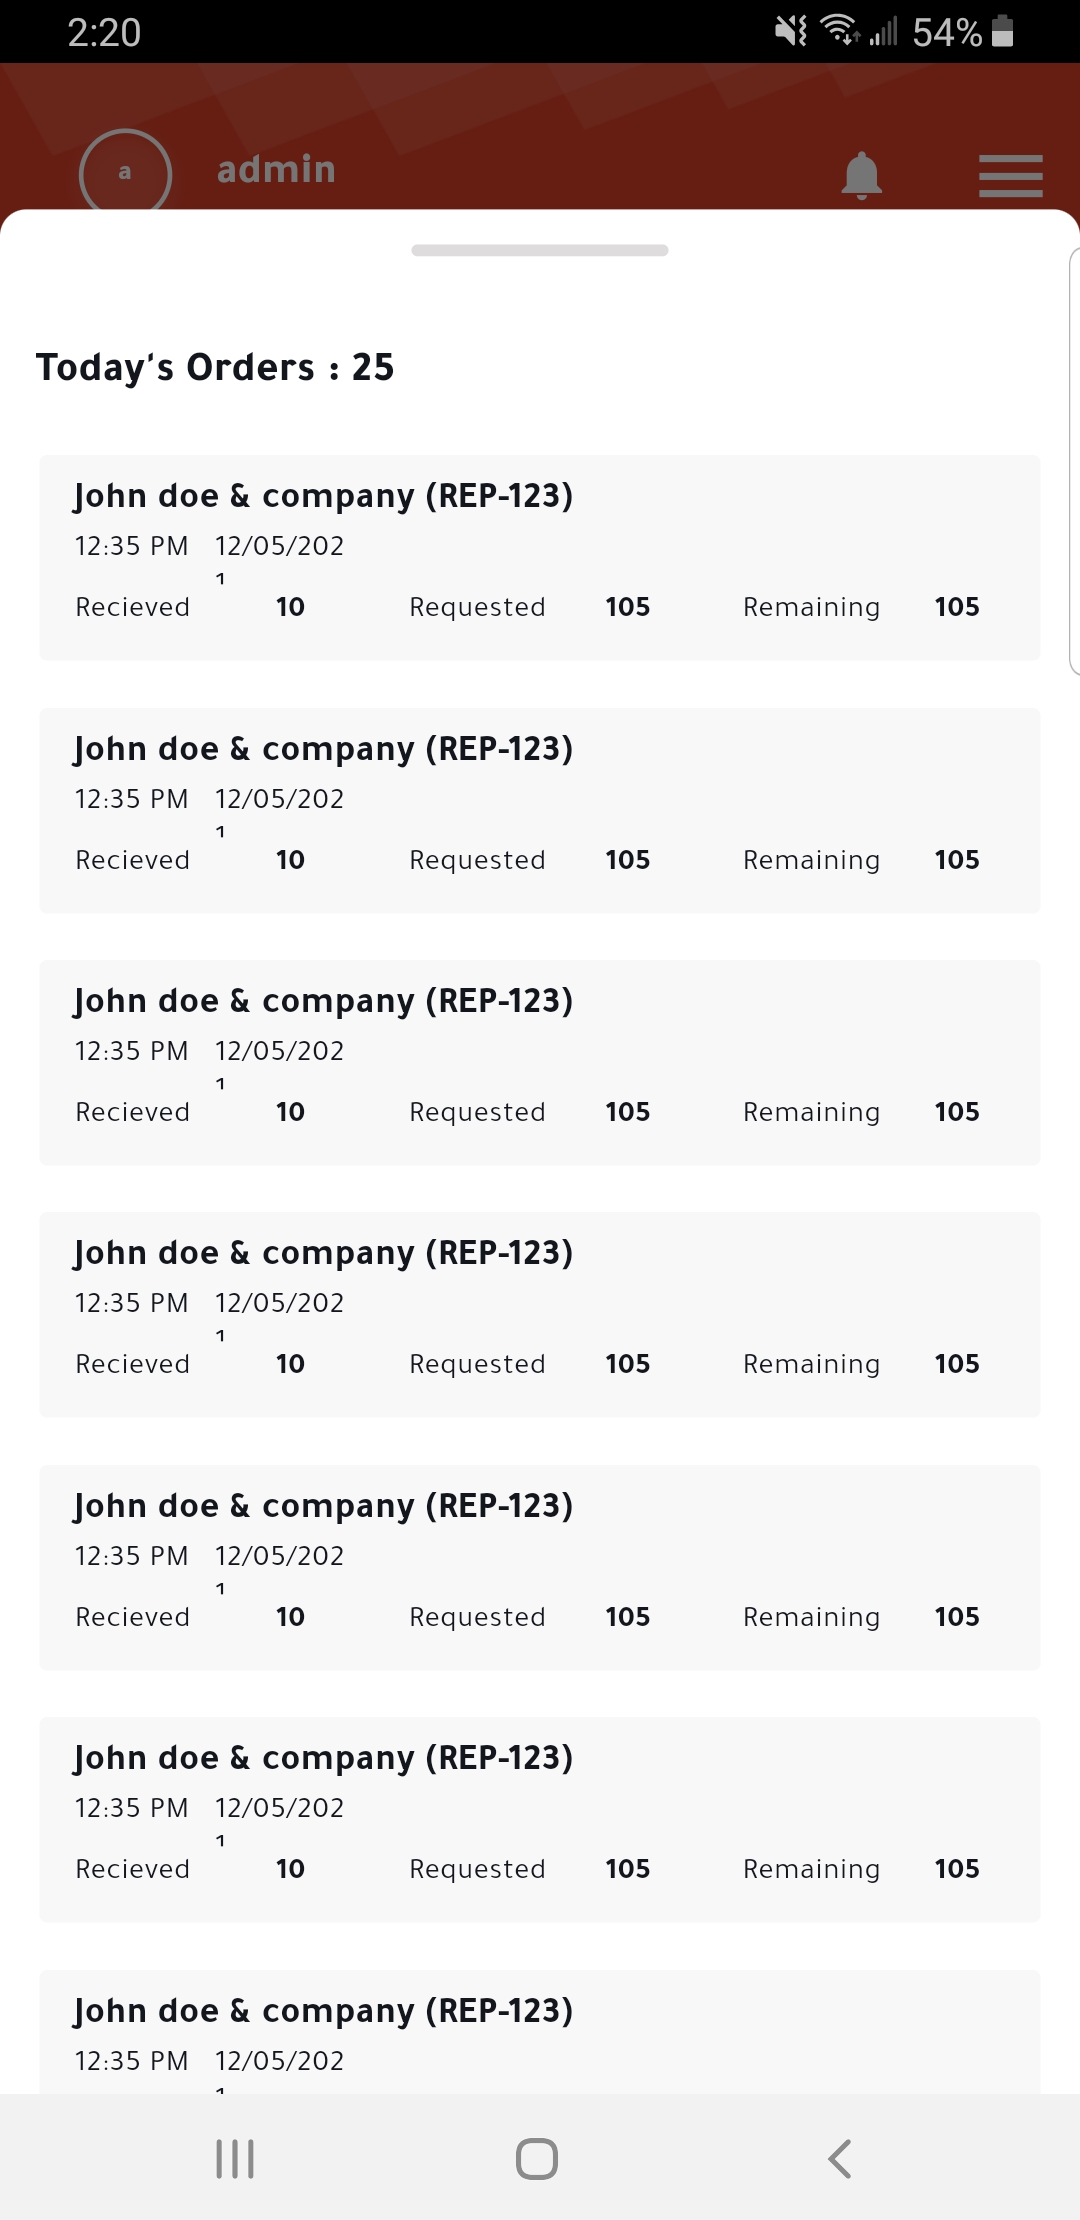 2:20 54%
a admin
Today's Orders : 25
John doe & company (REP-123)
12:35 PM 12/05/202
1
Recieved 10 Requested 105 Remaining 105
John doe & company (REP-123)
12:35 PM 12/05/202
1
Recieved 10 Requested 105 Remaining 105
John doe & company (REP-123)
12:35 PM 12/05/202
1
Recieved 10 Requested 105 Remaining 105
John doe & company (REP-123)
12:35 PM 12/05/202
1
Recieved 10 Requested 105 Remaining 105
John doe & company (REP-123)
12:35 PM 12/05/202
1
Recieved 10 Requested 105 Remaining 105
John doe & company (REP-123)
12:35 PM 12/05/202
1
Recieved 10 Requested 105 Remaining 105
John doe & company (REP-123)
12:35 PM 12/05/202